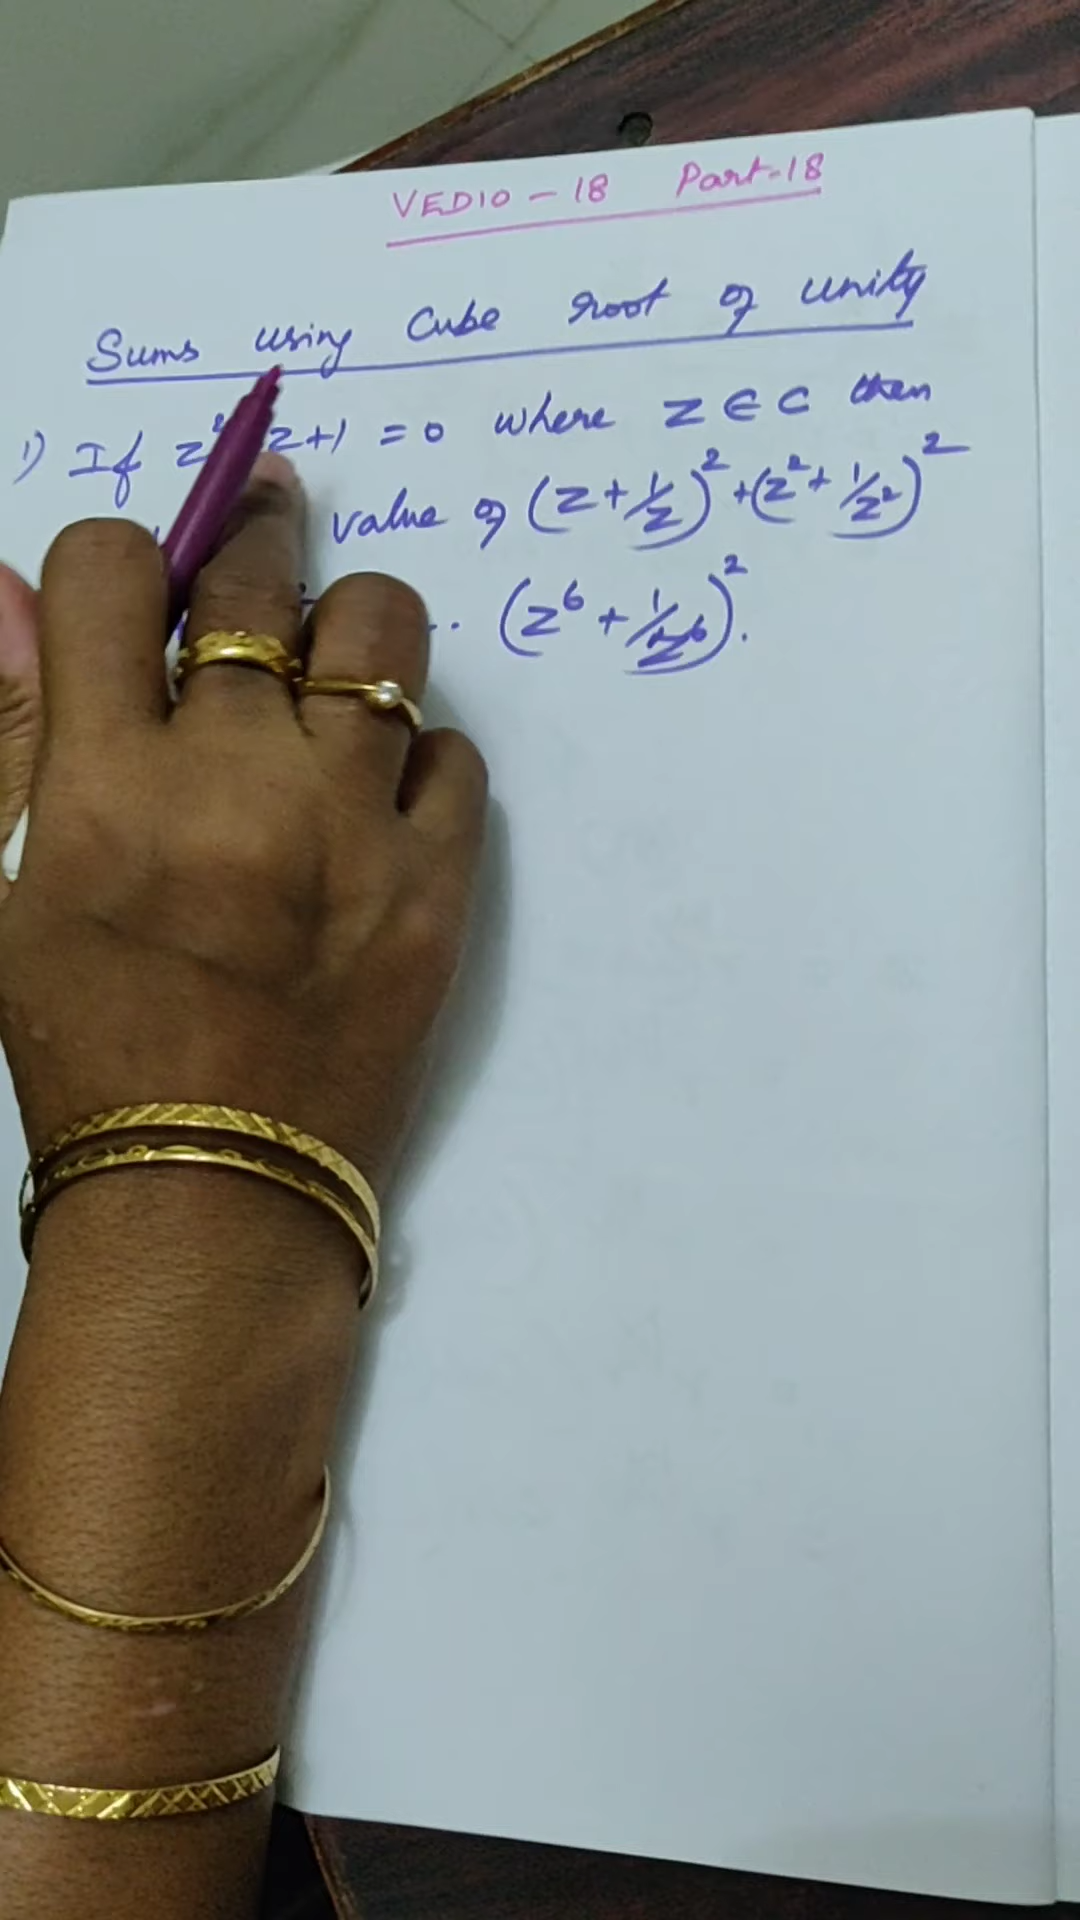 VEDIO - 18 Part-18
Sums using Cube root of unity
1) If z² z+1 = 0 where z ∈ C then
value of (z + 1/z)² + (z² + 1/z²)²
.. (z⁶ + 1/z⁶)².